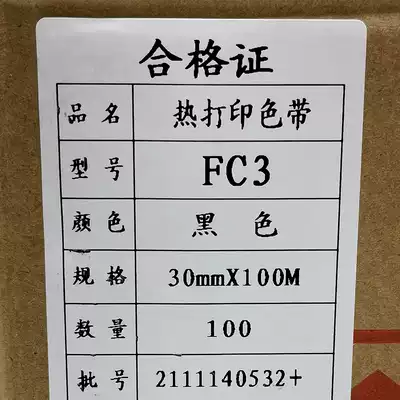 合格证
品名 热打印色带
型号 FC3
颜色 黑色
规格 30mmX100M
数量 100
批号 2111140532+